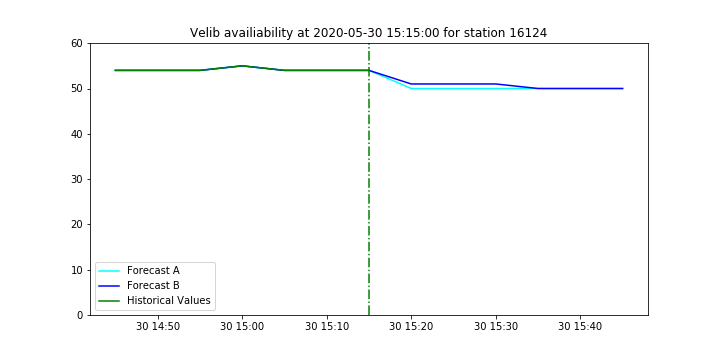 Velib availiability at 2020-05-30 15:15:00 for station 16124
60
50
40
30
20
10
0
Forecast A
Forecast B
Historical Values
30 14:50 30 15:00 30 15:10 30 15:20 30 15:30 30 15:40